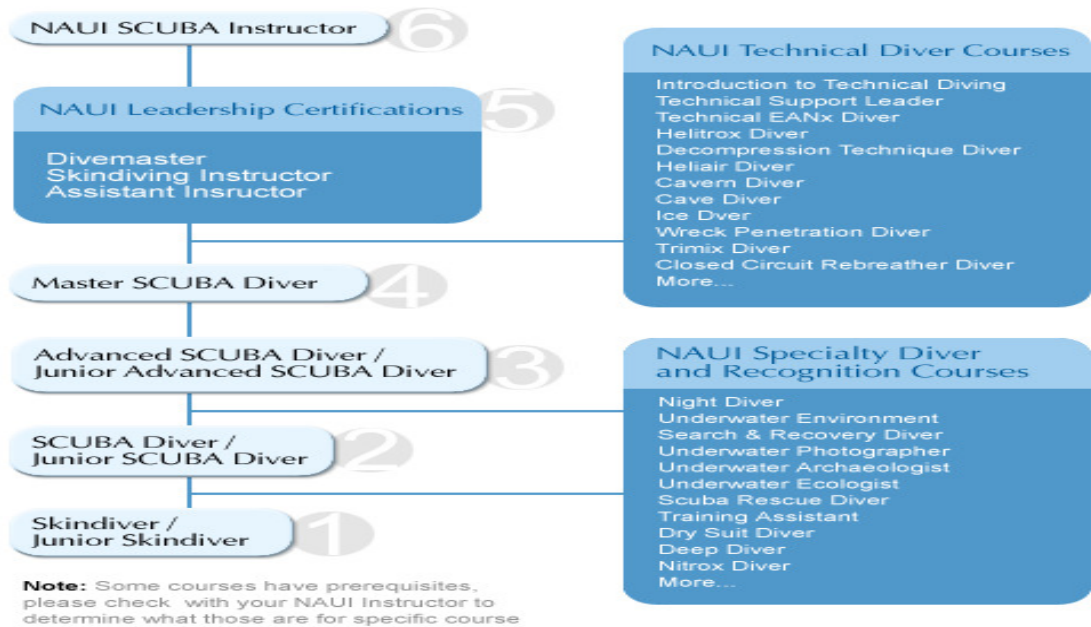 NAUI SCUBA Instructor
6
NAUI Leadership Certifications
5
Divemaster
Skindiving Instructor
Assistant Insructor
Master SCUBA Diver
4
Advanced SCUBA Diver /
Junior Advanced SCUBA Diver
3
SCUBA Diver /
Junior SCUBA Diver
2
Skindiver /
Junior Skindiver
1
Note: Some courses have prerequisites,
please check with your NAUI Instructor to
determine what those are for specific course
NAUI Technical Diver Courses
Introduction to Technical Diving
Technical Support Leader
Technical EANx Diver
Helitrox Diver
Decompression Technique Diver
Heliair Diver
Cavern Diver
Cave Diver
Ice Dver
Wreck Penetration Diver
Trimix Diver
Closed Circuit Rebreather Diver
More...
NAUI Specialty Diver
and Recognition Courses
Night Diver
Underwater Environment
Search & Recovery Diver
Underwater Photographer
Underwater Archaeologist
Underwater Ecologist
Scuba Rescue Diver
Training Assistant
Dry Suit Diver
Deep Diver
Nitrox Diver
More...